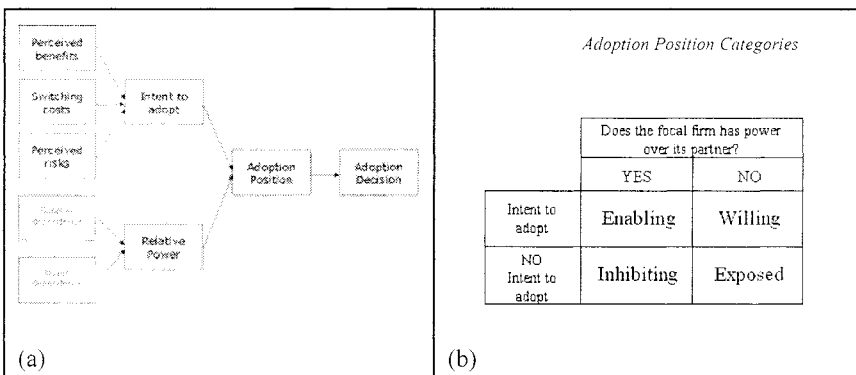 Perceived
benefits
Switching
costs
Perceived
risks
Intent to
adopt
Relative
Power
Adoption
Position
Adoption
Decision
(a)
Adoption Position Categories
Does the focal firm has power
over its partner?
YES
NO
Intent to
adopt
Enabling
Willing
NO
Intent to
adopt
Inhibiting
Exposed
(b)